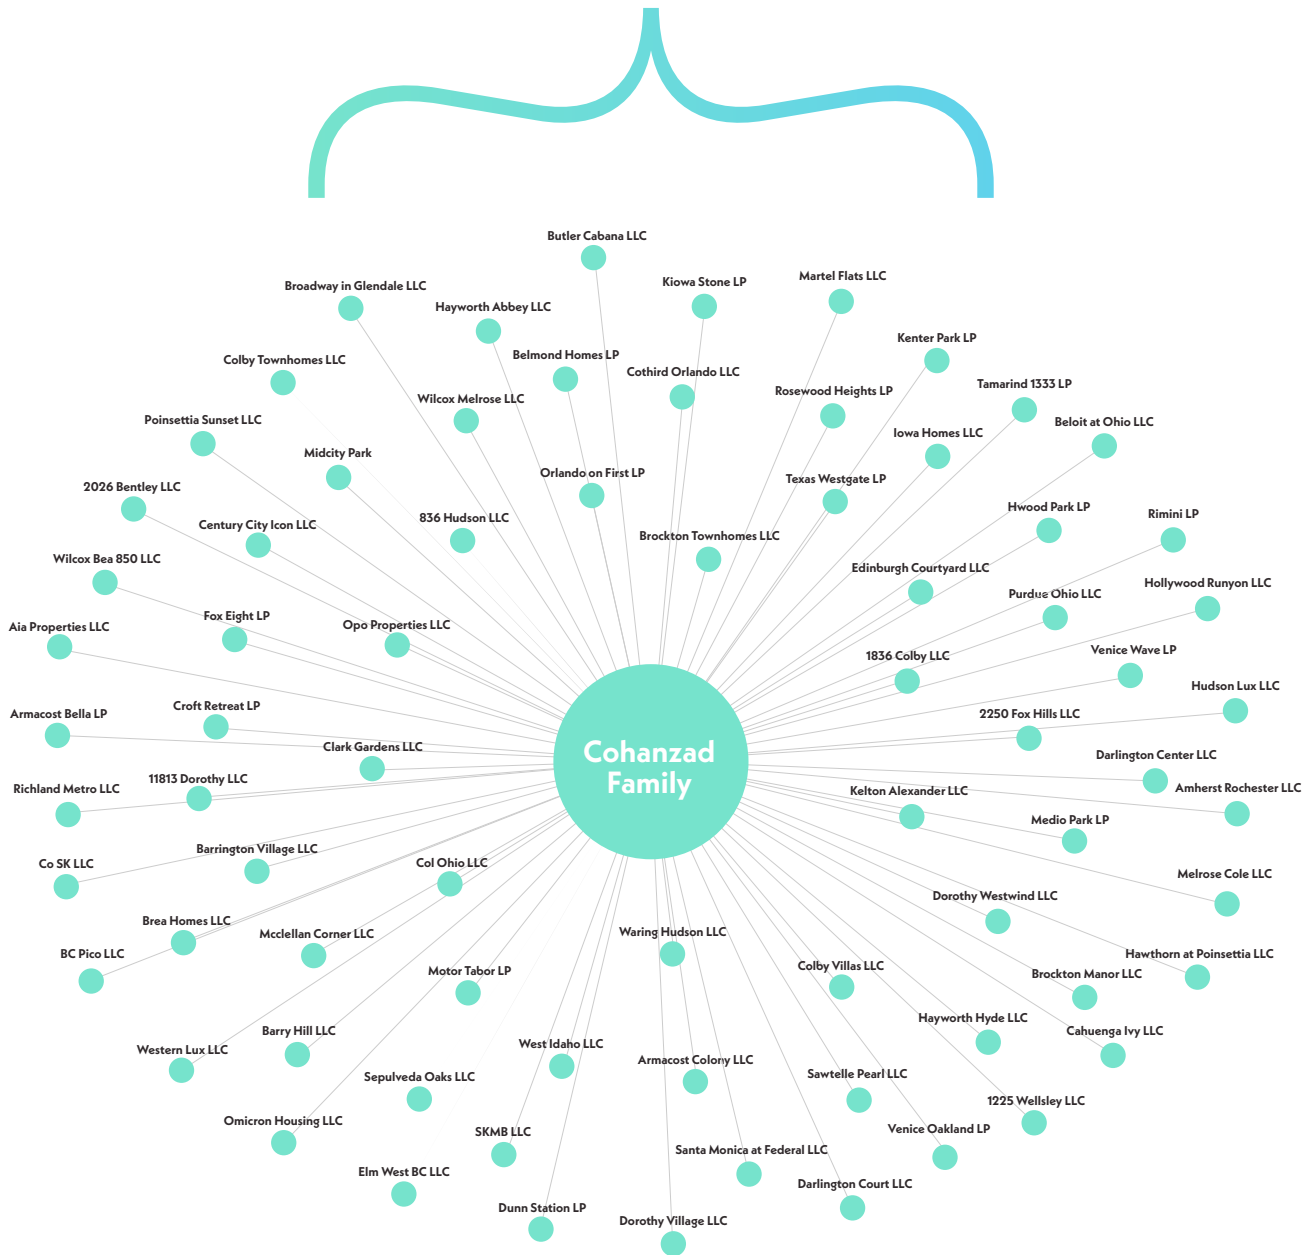 Butler Cabana LLC
Broadway in Glendale LLC
Kiowa Stone LP
Martel Flats LLC
Hayworth Abbey LLC
Kenter Park LP
Belmond Homes LP
Colby Townhomes LLC
Cothird Orlando LLC
Tamarind 1333 LP
Rosewood Heights LP
Wilcox Melrose LLC
Poinsettia Sunset LLC
Beloit at Ohio LLC
Iowa Homes LLC
Midcity Park
Orlando on First LP
Texas Westgate LP
2026 Bentley LLC
Hwood Park LP
Rimini LP
836 Hudson LLC
Century City Icon LLC
Brockton Townhomes LLC
Wilcox Bea 850 LLC
Edinburgh Courtyard LLC
Hollywood Runyon LLC
Purdue Ohio LLC
Fox Eight LP
Opo Properties LLC
Aia Properties LLC
Venice Wave LP
1836 Colby LLC
Hudson Lux LLC
Croft Retreat LP
Armacost Bella LP
2250 Fox Hills LLC
Clark Gardens LLC
Cohanzad
Family
Darlington Center LLC
11813 Dorothy LLC
Richland Metro LLC
Amherst Rochester LLC
Kelton Alexander LLC
Medio Park LP
Barrington Village LLC
Co SK LLC
Col Ohio LLC
Melrose Cole LLC
Dorothy Westwind LLC
Brea Homes LLC
Mcclellan Corner LLC
Waring Hudson LLC
BC Pico LLC
Hawthorn at Poinsettia LLC
Colby Villas LLC
Motor Tabor LP
Brockton Manor LLC
Hayworth Hyde LLC
Barry Hill LLC
Cahuenga Ivy LLC
Western Lux LLC
West Idaho LLC
Armacost Colony LLC
Sepulveda Oaks LLC
Sawtelle Pearl LLC
1225 Wellsley LLC
Omicron Housing LLC
SKMB LLC
Venice Oakland LP
Santa Monica at Federal LLC
Elm West BC LLC
Darlington Court LLC
Dunn Station LP
Dorothy Village LLC